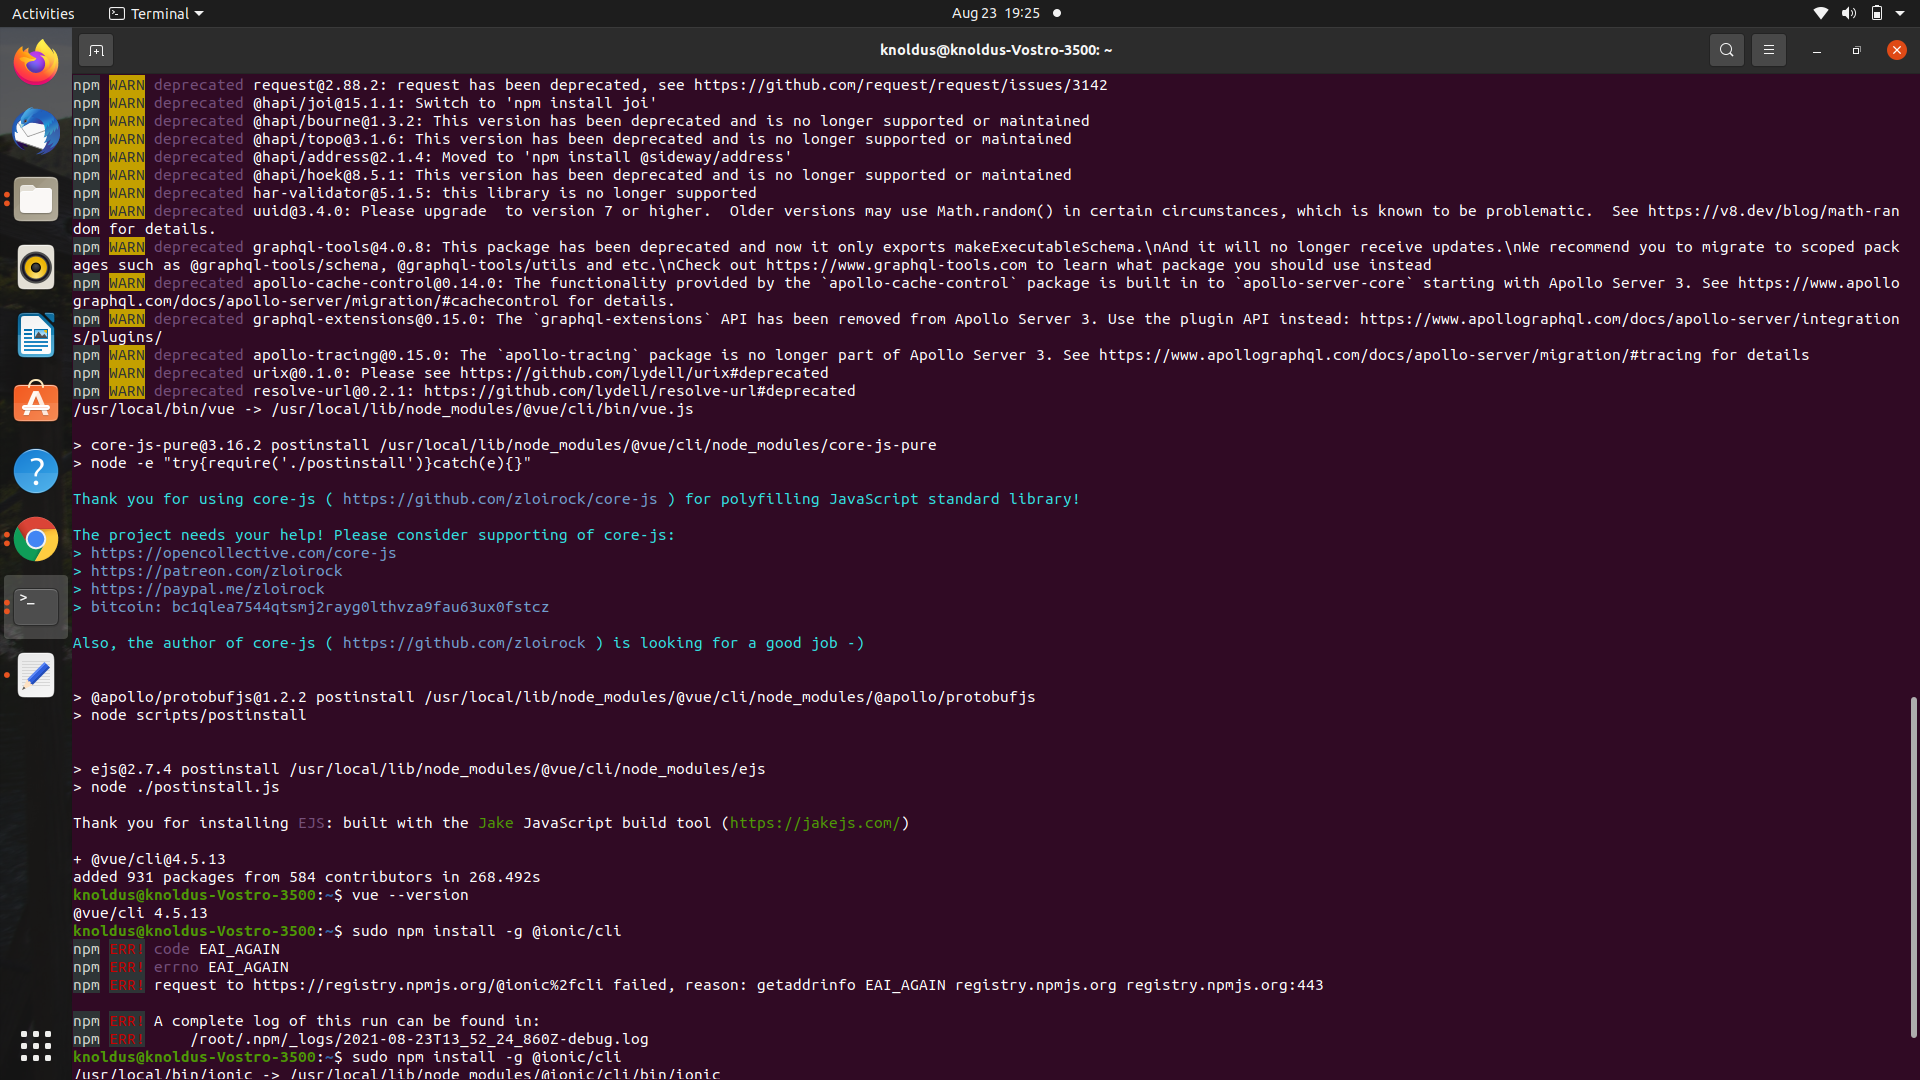 Activities
Terminal
Aug 23 19:25
knoldus@knoldus-Vostro-3500: ~
npm WARN deprecated request@2.88.2: request has been deprecated, see https://github.com/request/request/issues/3142
npm WARN deprecated @hapi/joi@15.1.1: Switch to 'npm install joi'
npm WARN deprecated @hapi/bourne@1.3.2: This version has been deprecated and is no longer supported or maintained
npm WARN deprecated @hapi/topo@3.1.6: This version has been deprecated and is no longer supported or maintained
npm WARN deprecated @hapi/address@2.1.4: Moved to 'npm install @sideway/address'
npm WARN deprecated @hapi/hoek@8.5.1: This version has been deprecated and is no longer supported or maintained
npm WARN deprecated har-validator@5.1.5: this library is no longer supported
npm WARN deprecated uuid@3.4.0: Please upgrade  to version 7 or higher.  Older versions may use Math.random() in certain circumstances, which is known to be problematic.  See https://v8.dev/blog/math-ran
dom for details.
npm WARN deprecated graphql-tools@4.0.8: This package has been deprecated and now it only exports makeExecutableSchema.\nAnd it will no longer receive updates.\nWe recommend you to migrate to scoped pack
ages such as @graphql-tools/schema, @graphql-tools/utils and etc.\nCheck out https://www.graphql-tools.com to learn what package you should use instead
npm WARN deprecated apollo-cache-control@0.14.0: The functionality provided by the `apollo-cache-control` package is built in to `apollo-server-core` starting with Apollo Server 3. See https://www.apollo
graphql.com/docs/apollo-server/migration/#cachecontrol for details.
npm WARN deprecated graphql-extensions@0.15.0: The `graphql-extensions` API has been removed from Apollo Server 3. Use the plugin API instead: https://www.apollographql.com/docs/apollo-server/integration
s/plugins/
npm WARN deprecated apollo-tracing@0.15.0: The `apollo-tracing` package is no longer part of Apollo Server 3. See https://www.apollographql.com/docs/apollo-server/migration/#tracing for details
npm WARN deprecated urix@0.1.0: Please see https://github.com/lydell/urix#deprecated
npm WARN deprecated resolve-url@0.2.1: https://github.com/lydell/resolve-url#deprecated
/usr/local/bin/vue -> /usr/local/lib/node_modules/@vue/cli/bin/vue.js
> core-js-pure@3.16.2 postinstall /usr/local/lib/node_modules/@vue/cli/node_modules/core-js-pure
> node -e "try{require('./postinstall')}catch(e){}"
Thank you for using core-js ( https://github.com/zloirock/core-js ) for polyfilling JavaScript standard library!
The project needs your help! Please consider supporting of core-js:
> https://opencollective.com/core-js
> https://patreon.com/zloirock
> https://paypal.me/zloirock
> bitcoin: bc1qlea7544qtsmj2rayg0lthvza9fau63ux0fstcz
Also, the author of core-js ( https://github.com/zloirock ) is looking for a good job -)
> @apollo/protobufjs@1.2.2 postinstall /usr/local/lib/node_modules/@vue/cli/node_modules/@apollo/protobufjs
> node scripts/postinstall
> ejs@2.7.4 postinstall /usr/local/lib/node_modules/@vue/cli/node_modules/ejs
> node ./postinstall.js
Thank you for installing EJS: built with the Jake JavaScript build tool (https://jakejs.com/)
+ @vue/cli@4.5.13
added 931 packages from 584 contributors in 268.492s
knoldus@knoldus-Vostro-3500:~$ vue --version
@vue/cli 4.5.13
knoldus@knoldus-Vostro-3500:~$ sudo npm install -g @ionic/cli
npm ERR! code EAI_AGAIN
npm ERR! errno EAI_AGAIN
npm ERR! request to https://registry.npmjs.org/@ionic%2fcli failed, reason: getaddrinfo EAI_AGAIN registry.npmjs.org registry.npmjs.org:443
npm ERR! A complete log of this run can be found in:
npm ERR!     /root/.npm/_logs/2021-08-23T13_52_24_860Z-debug.log
knoldus@knoldus-Vostro-3500:~$ sudo npm install -g @ionic/cli
/usr/local/bin/ionic -> /usr/local/lib/node_modules/@ionic/cli/bin/ionic